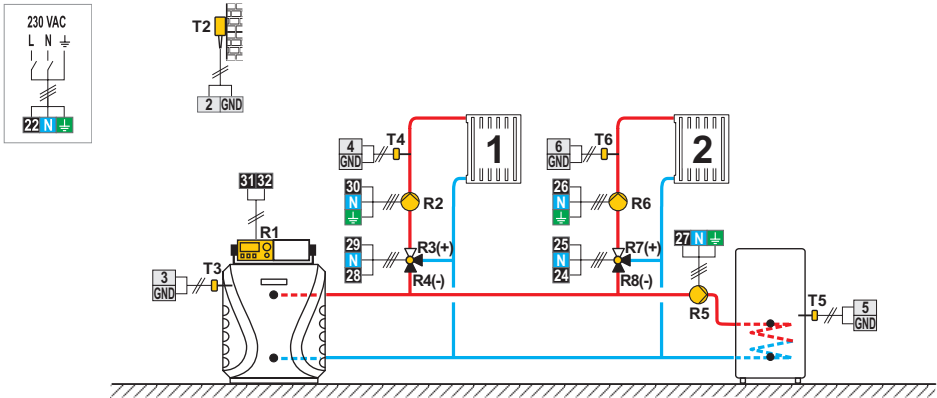 230 VAC
L N
22 N
T2
2 GND
4
GND
T4
1
30
N
R2
29
N
28
R3(+)
R4(-)
6
GND
T6
2
26
N
R6
25
N
24
R7(+)
R8(-)
31 32
R1
3
GND
T3
27 N
R5
T5
5
GND